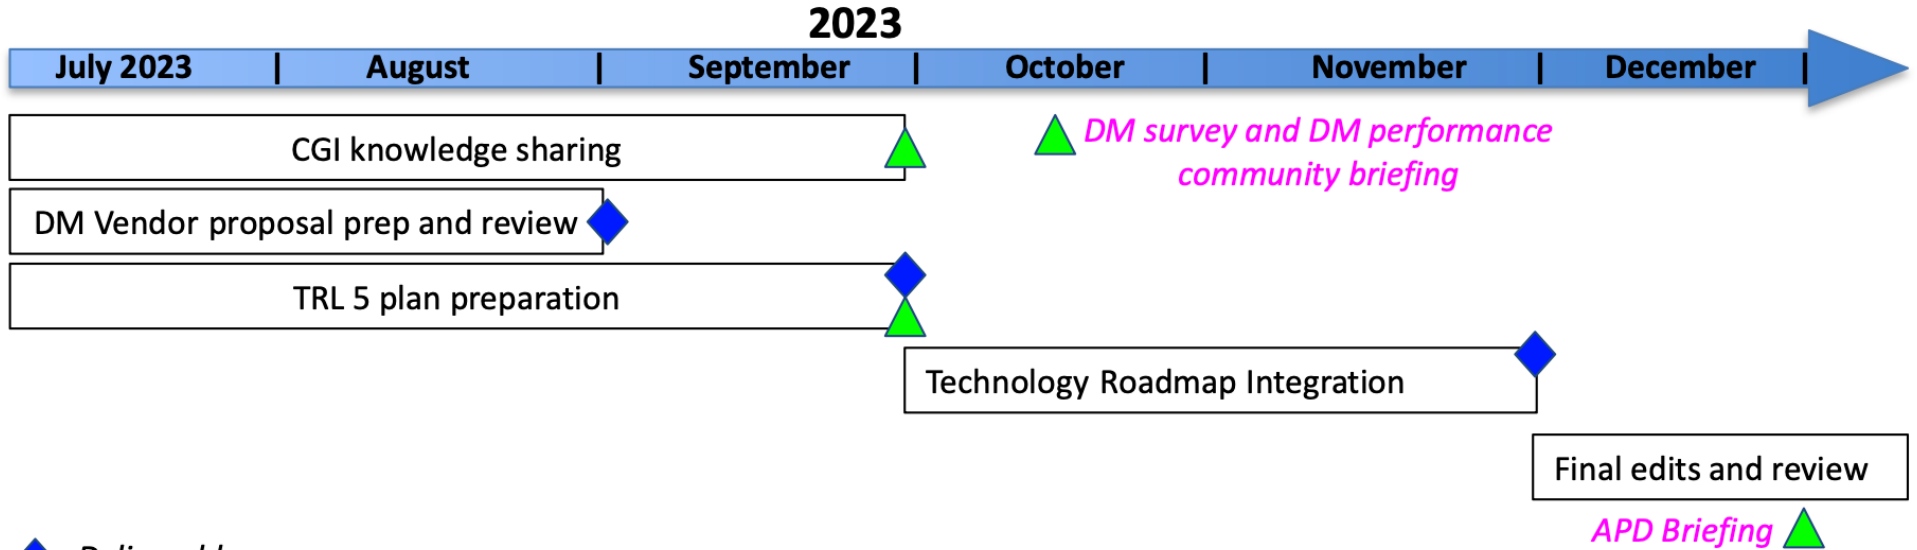 2023
July 2023 | August | September | October | November | December |
CGI knowledge sharing
DM survey and DM performance
community briefing
DM Vendor proposal prep and review
TRL 5 plan preparation
Technology Roadmap Integration
Final edits and review
APD Briefing